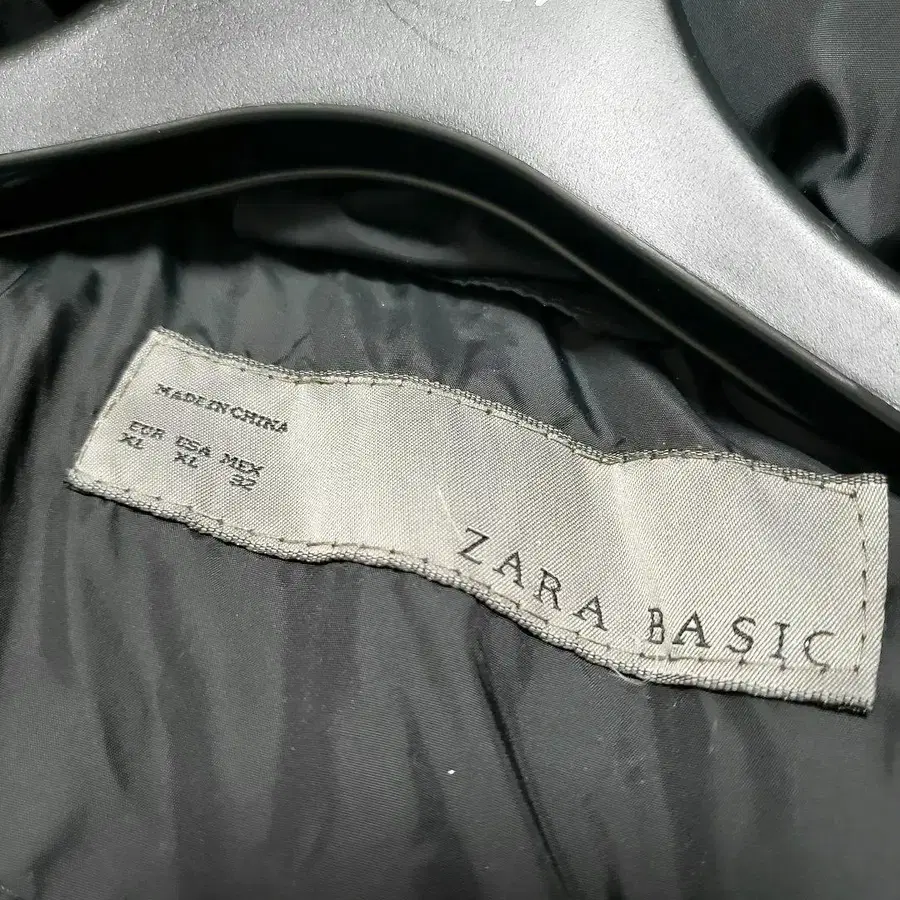 MADE IN CHINA
EUR USA MEX
XL XL 32
ZARA BASIC